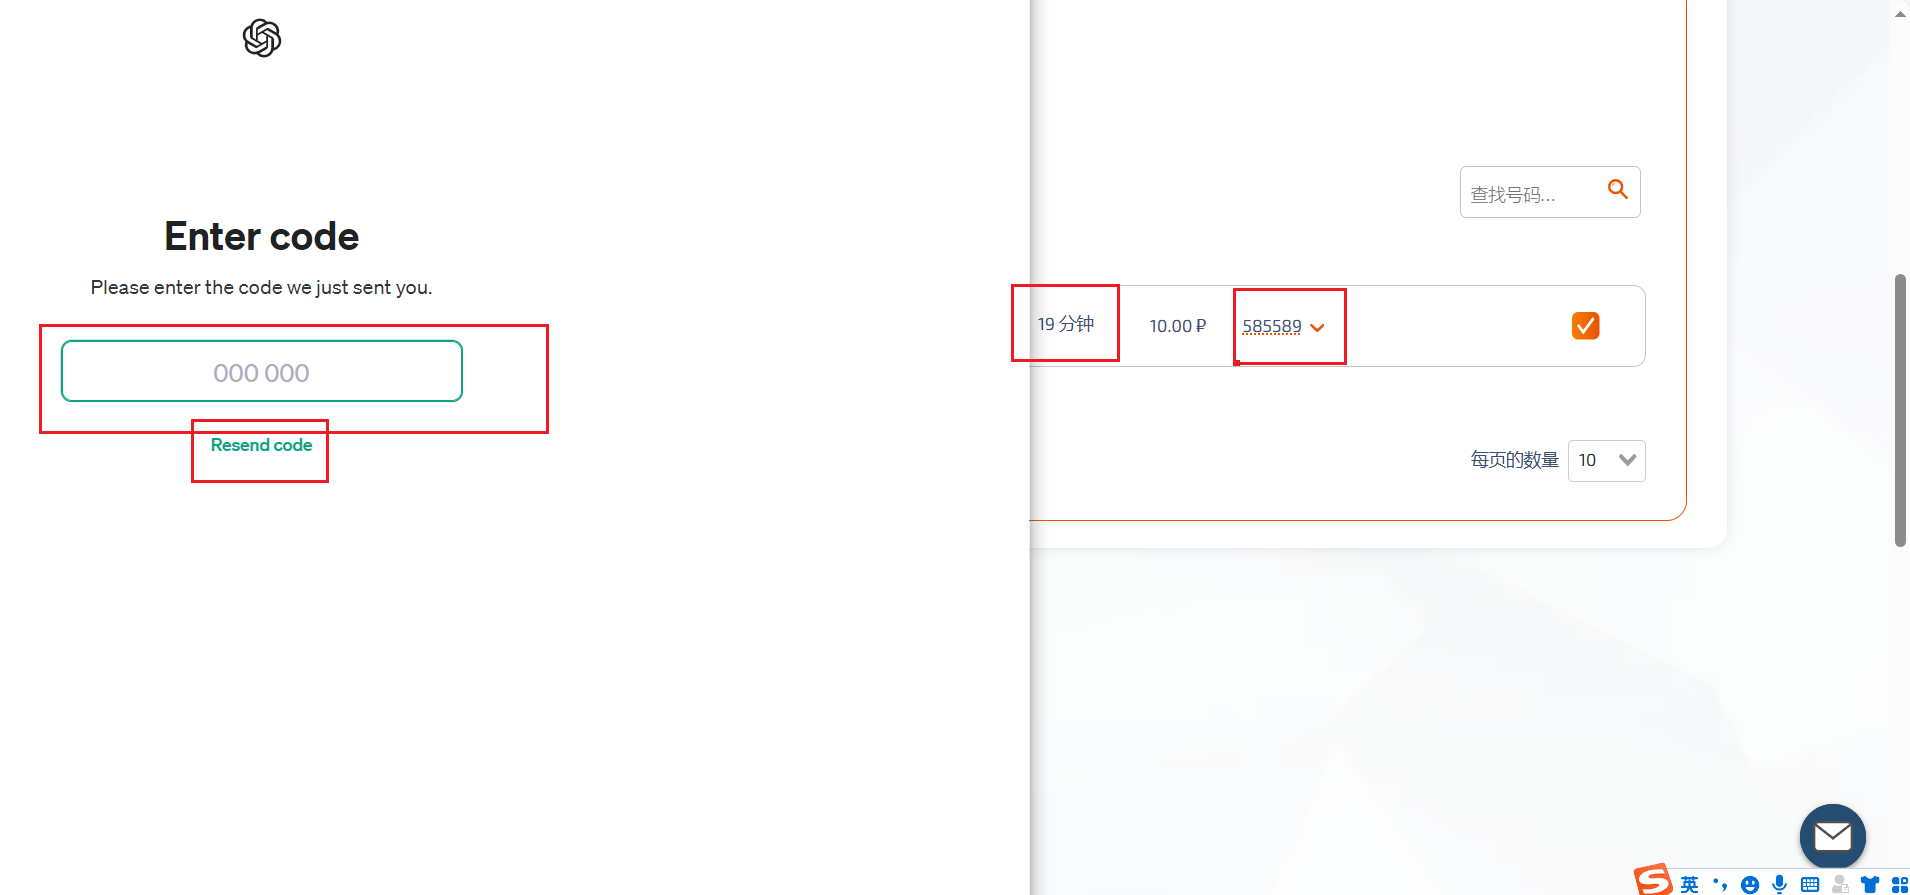 Enter code
Please enter the code we just sent you.
000 000
Resend code
查找号码...
19 分钟 10.00 ₽ 585589
每页的数量 10
S 英